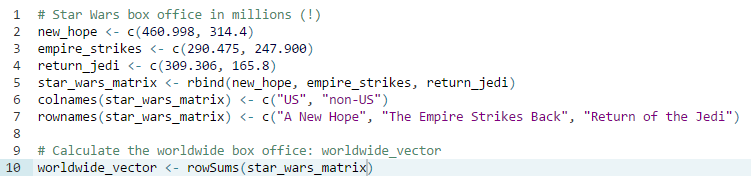 1 # Star Wars box office in millions (!)
2 new_hope <- c(460.998, 314.4)
3 empire_strikes <- c(290.475, 247.900)
4 return_jedi <- c(309.306, 165.8)
5 star_wars_matrix <- rbind(new_hope, empire_strikes, return_jedi)
6 colnames(star_wars_matrix) <- c("US", "non-US")
7 rownames(star_wars_matrix) <- c("A New Hope", "The Empire Strikes Back", "Return of the Jedi")
8
9 # Calculate the worldwide box office: worldwide_vector
10 worldwide_vector <- rowSums(star_wars_matrix)